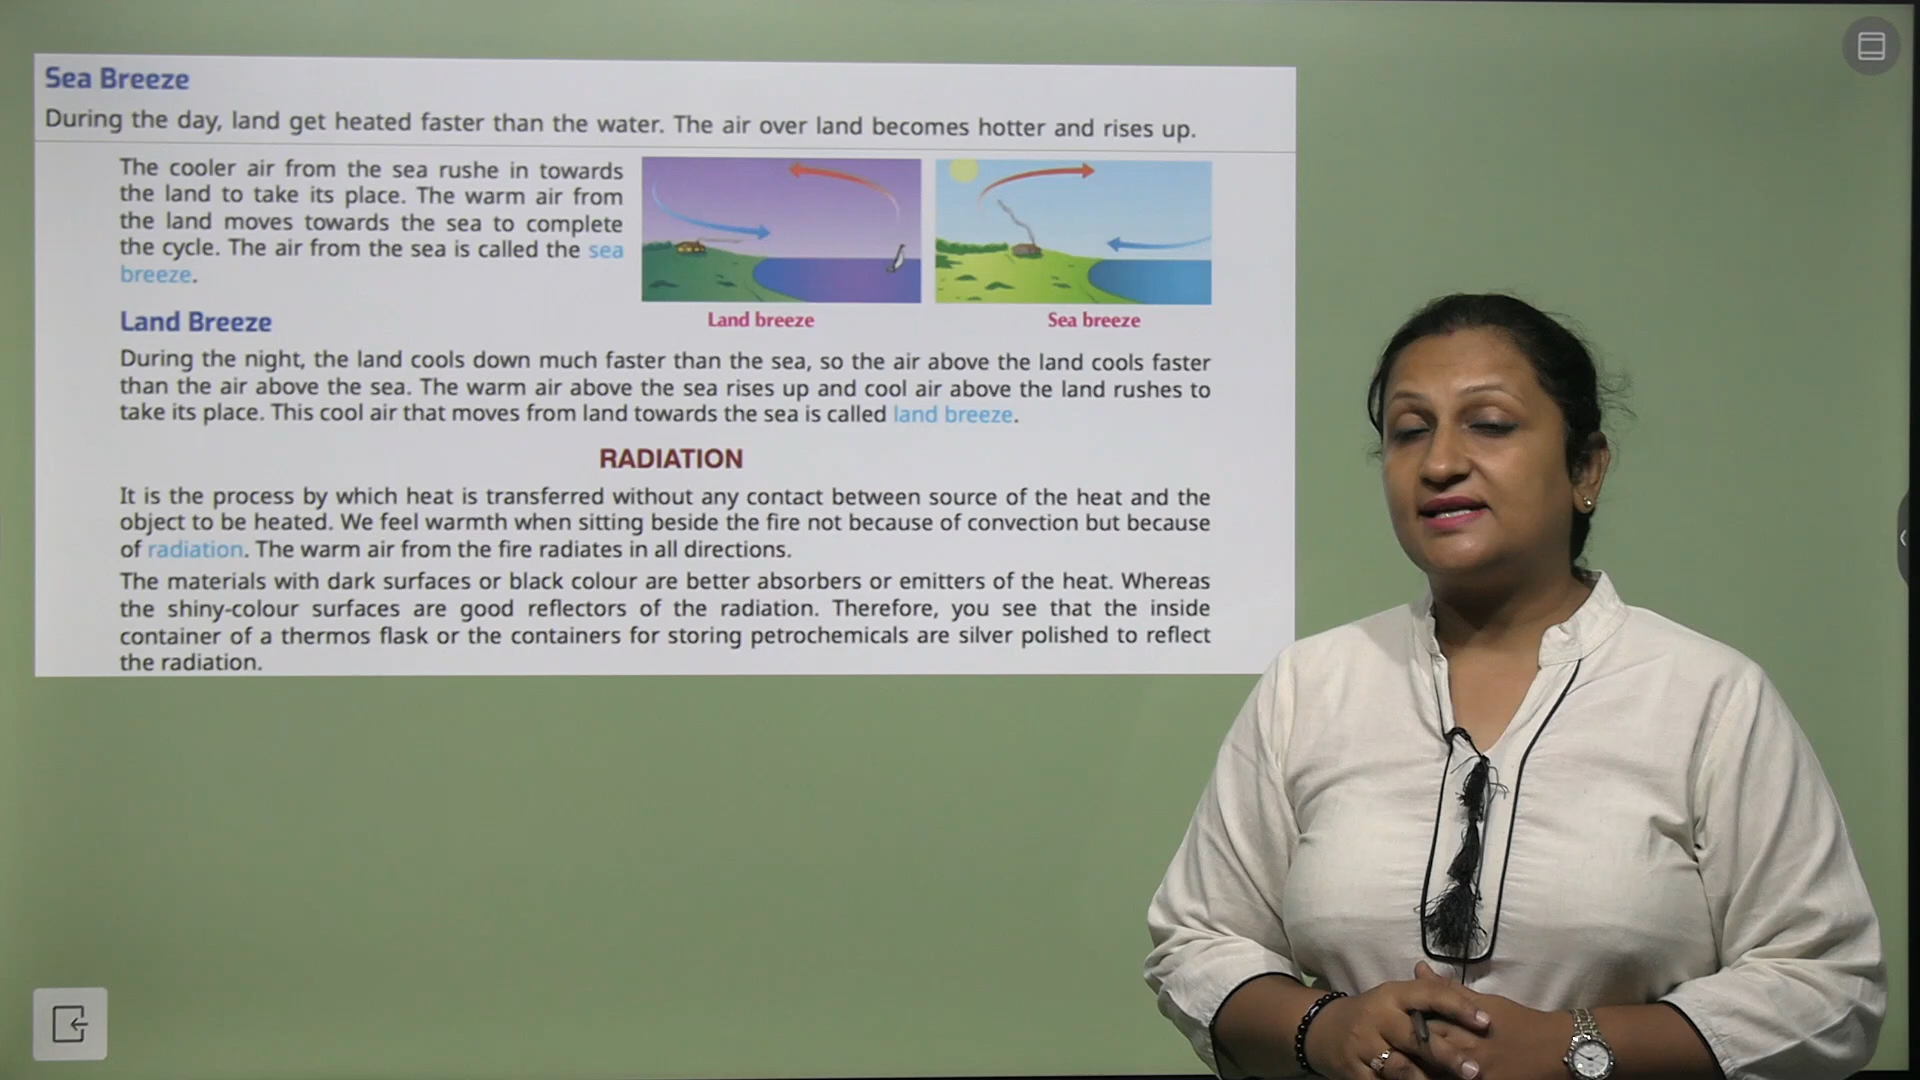 Sea Breeze
During the day, land get heated faster than the water. The air over land becomes hotter and rises up.
The cooler air from the sea rushe in towards
the land to take its place. The warm air from
the land moves towards the sea to complete
the cycle. The air from the sea is called the sea
breeze.
Land breeze
Sea breeze
Land Breeze
During the night, the land cools down much faster than the sea, so the air above the land cools faster
than the air above the sea. The warm air above the sea rises up and cool air above the land rushes to
take its place. This cool air that moves from land towards the sea is called land breeze.
RADIATION
It is the process by which heat is transferred without any contact between source of the heat and the
object to be heated. We feel warmth when sitting beside the fire not because of convection but because
of radiation. The warm air from the fire radiates in all directions.
The materials with dark surfaces or black colour are better absorbers or emitters of the heat. Whereas
the shiny-colour surfaces are good reflectors of the radiation. Therefore, you see that the inside
container of a thermos flask or the containers for storing petrochemicals are silver polished to reflect
the radiation.